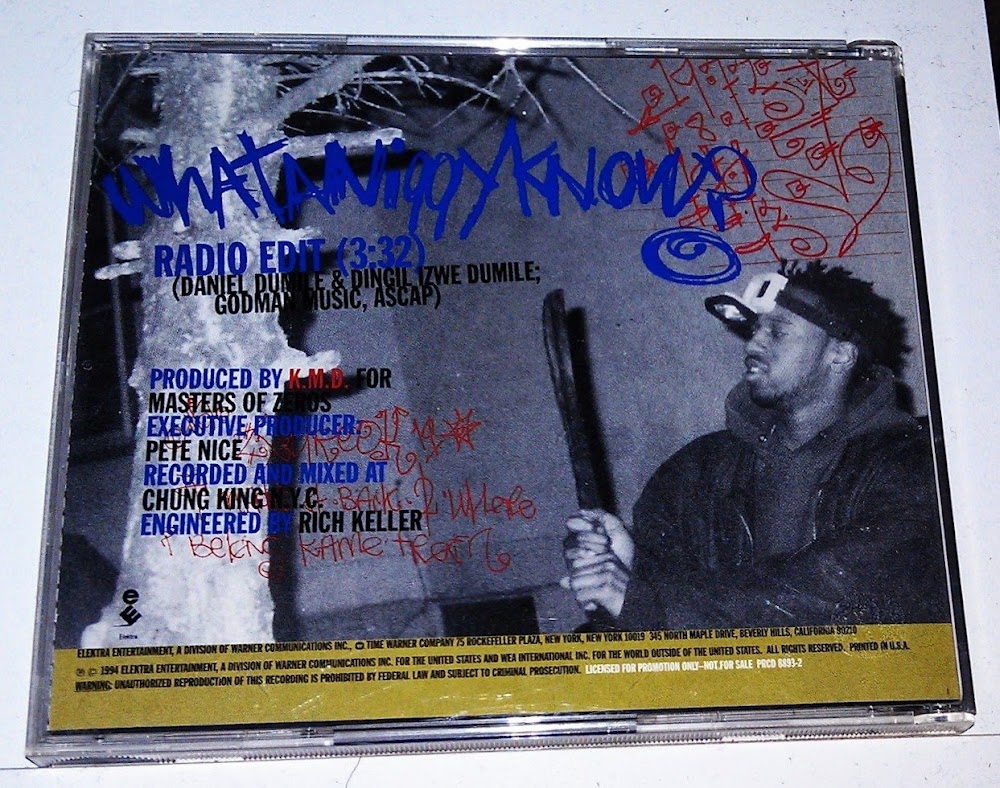 WHAT A NIGGY KNOW?
RADIO EDIT (3:32)
(DANIEL DUMILE & DINGILIZWE DUMILE;
GODMAN MUSIC, ASCAP)
PRODUCED BY K.M.D. FOR
MASTERS OF ZEROS
EXECUTIVE PRODUCER:
PETE NICE
RECORDED AND MIXED AT
CHUNG KING N.Y.C.
ENGINEERED BY RICH KELLER
Elektra
ELEKTRA ENTERTAINMENT, A DIVISION OF WARNER COMMUNICATIONS INC., TIME WARNER COMPANY 75 ROCKEFELLER PLAZA, NEW YORK, NEW YORK 10019 345 NORTH MAPLE DRIVE, BEVERLY HILLS, CALIFORNIA 90210
℗ © 1994 ELEKTRA ENTERTAINMENT, A DIVISION OF WARNER COMMUNICATIONS INC. FOR THE UNITED STATES AND WEA INTERNATIONAL INC. FOR THE WORLD OUTSIDE OF THE UNITED STATES. ALL RIGHTS RESERVED. PRINTED IN U.S.A.
WARNING: UNAUTHORIZED REPRODUCTION OF THIS RECORDING IS PROHIBITED BY FEDERAL LAW AND SUBJECT TO CRIMINAL PROSECUTION. LICENSED FOR PROMOTION ONLY—NOT FOR SALE PRCD 8893-2